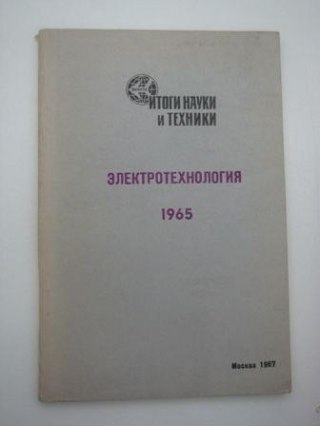 ИТОГИ НАУКИ
и ТЕХНИКИ
ЭЛЕКТРОТЕХНОЛОГИЯ
1965
Москва 1967